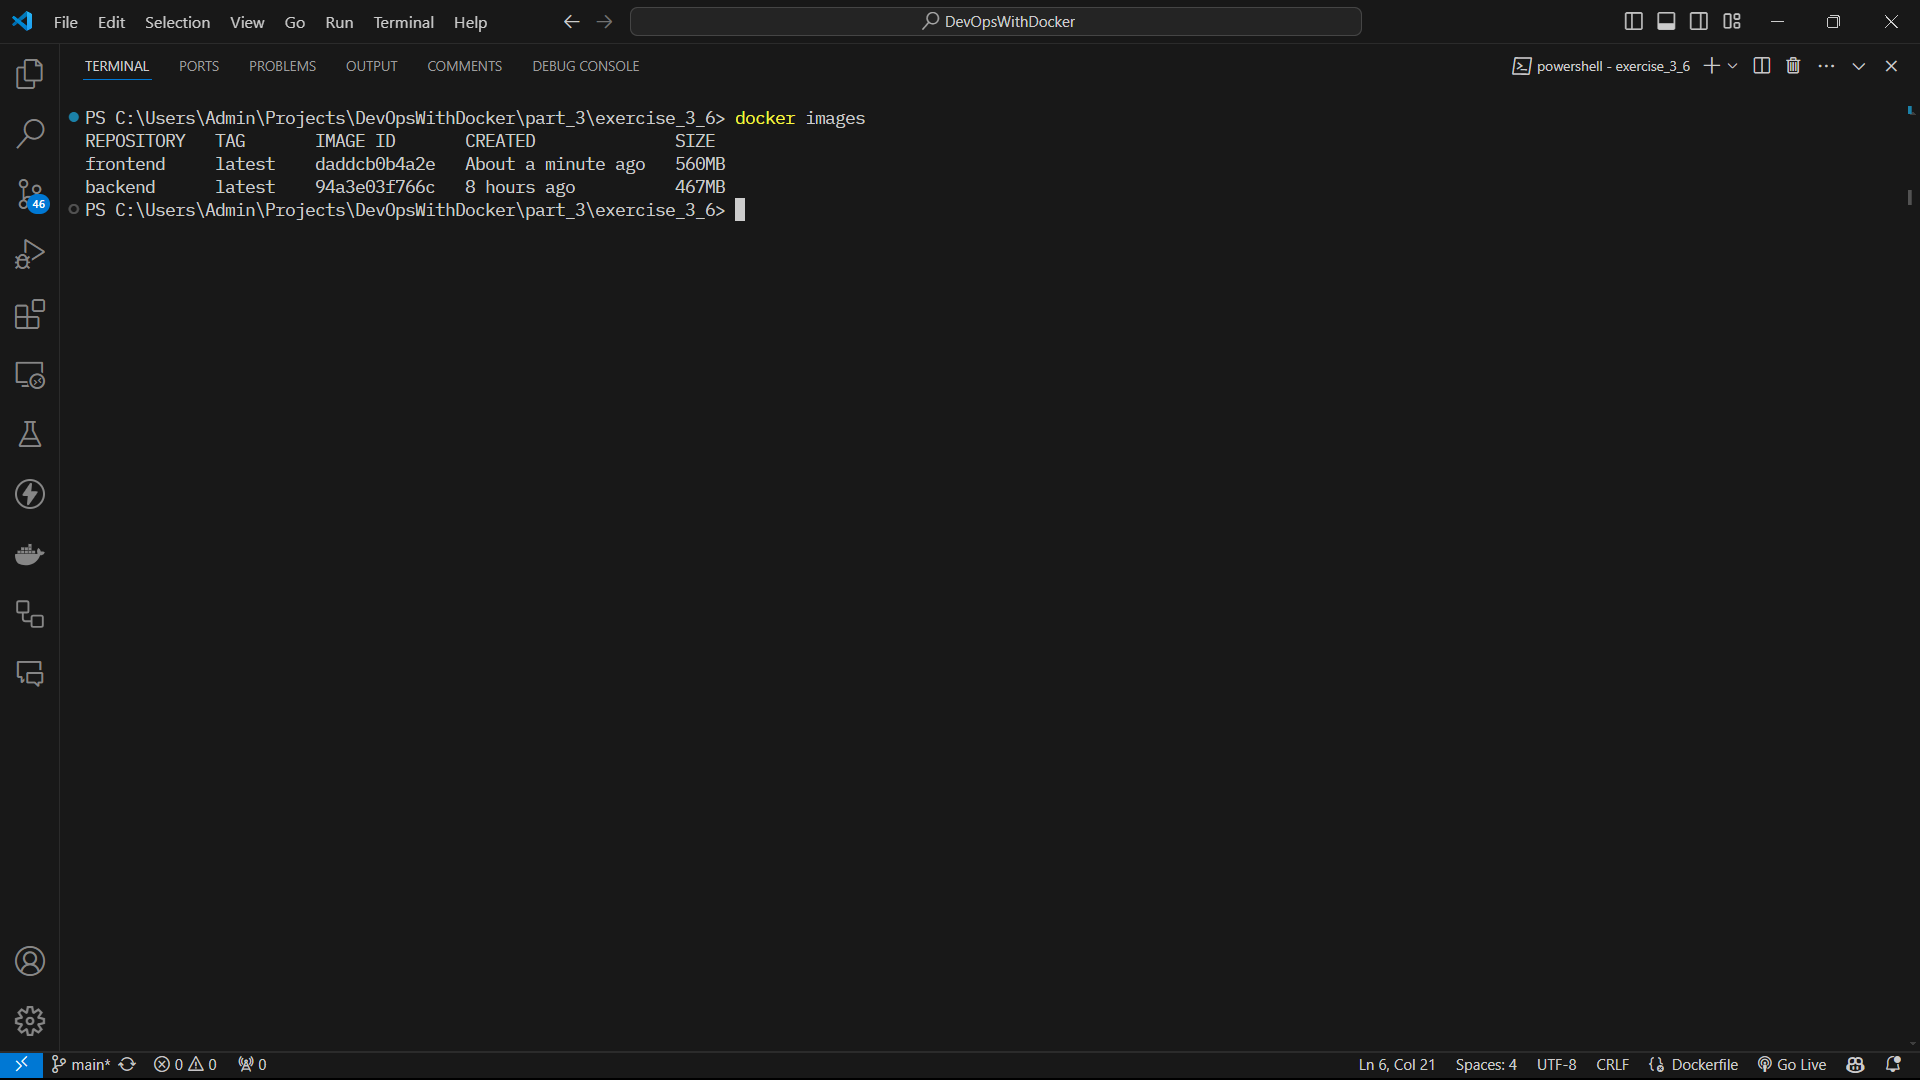 File Edit Selection View Go Run Terminal Help
DevOpsWithDocker
TERMINAL PORTS PROBLEMS OUTPUT COMMENTS DEBUG CONSOLE
powershell - exercise_3_6
PS C:\Users\Admin\Projects\DevOpsWithDocker\part_3\exercise_3_6> docker images
REPOSITORY TAG IMAGE ID CREATED SIZE
frontend latest daddcb0b4a2e About a minute ago 560MB
backend latest 94a3e03f766c 8 hours ago 467MB
PS C:\Users\Admin\Projects\DevOpsWithDocker\part_3\exercise_3_6>
46
main* 0 0 0 Ln 6, Col 21 Spaces: 4 UTF-8 CRLF Dockerfile Go Live